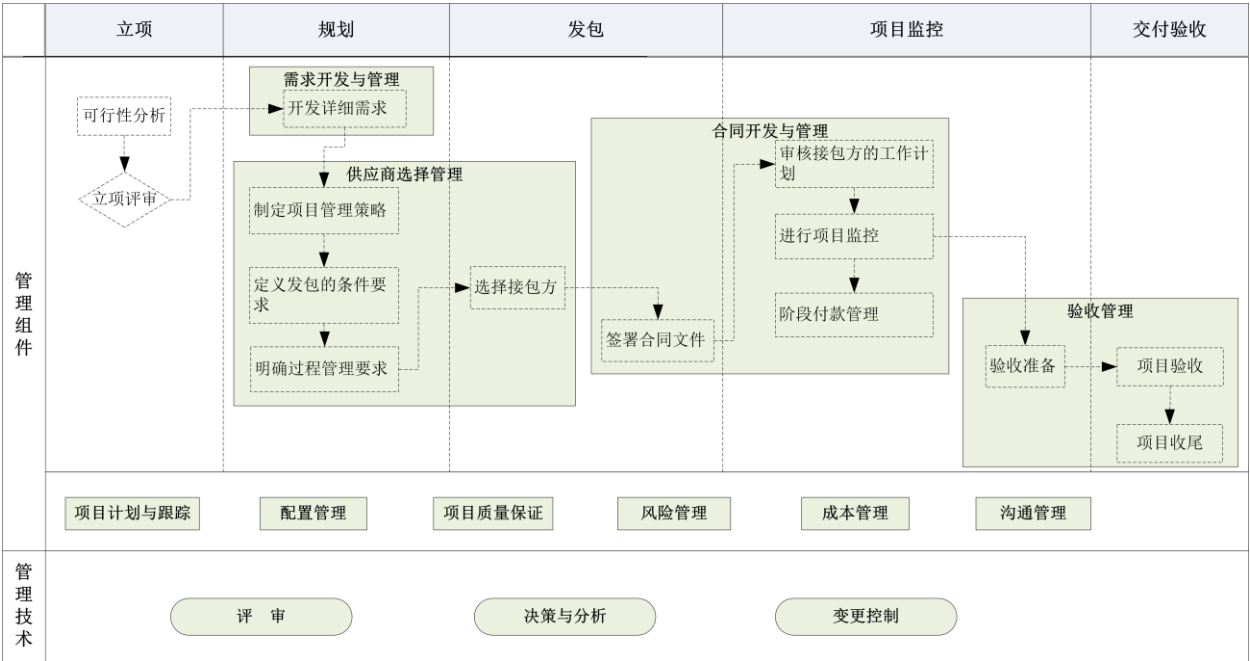 立项
规划
发包
项目监控
交付验收
管理组件
需求开发与管理
开发详细需求
可行性分析
立项评审
供应商选择管理
制定项目管理策略
定义发包的条件要
求
明确过程管理要求
选择接包方
合同开发与管理
审核接包方的工作计
划
进行项目监控
阶段付款管理
签署合同文件
验收管理
验收准备
项目验收
项目收尾
项目计划与跟踪
配置管理
项目质量保证
风险管理
成本管理
沟通管理
管理技术
评 审
决策与分析
变更控制